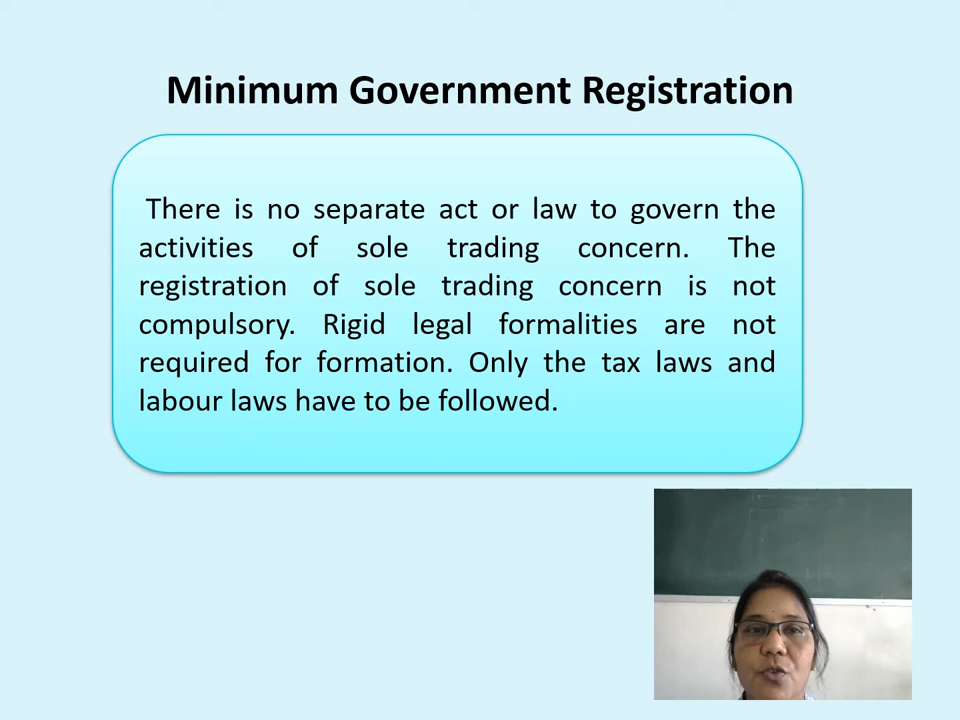 Minimum Government Registration
There is no separate act or law to govern the
activities of sole trading concern. The
registration of sole trading concern is not
compulsory. Rigid legal formalities are not
required for formation. Only the tax laws and
labour laws have to be followed.